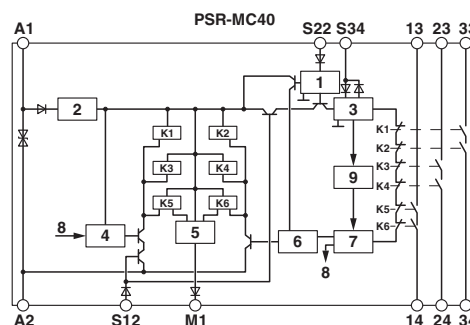 PSR-MC40
A1 S22 S34 13 23 33
1
2 3
K1 K2 K1
K2
K3 K4 K3
9 K4
K5 K6 K5
8 4 5 6 7 K6
8
A2 S12 M1 14 24 34